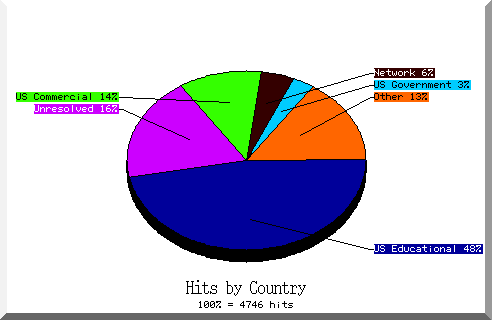 Network 6%
US Government 3%
Other 13%
US Commercial 14%
Unresolved 16%
US Educational 48%
Hits by Country
100% = 4746 hits